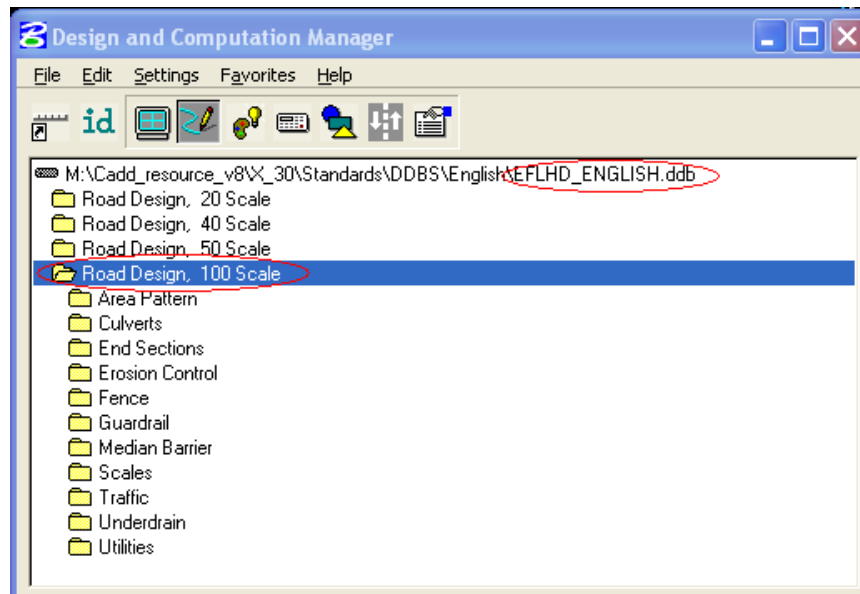 Design and Computation Manager
File Edit Settings Favorites Help
id
M:\Cadd_resource_v8\X_30\Standards\DDBS\English\EFLHD_ENGLISH.ddb
Road Design, 20 Scale
Road Design, 40 Scale
Road Design, 50 Scale
Road Design, 100 Scale
Area Pattern
Culverts
End Sections
Erosion Control
Fence
Guardrail
Median Barrier
Scales
Traffic
Underdrain
Utilities